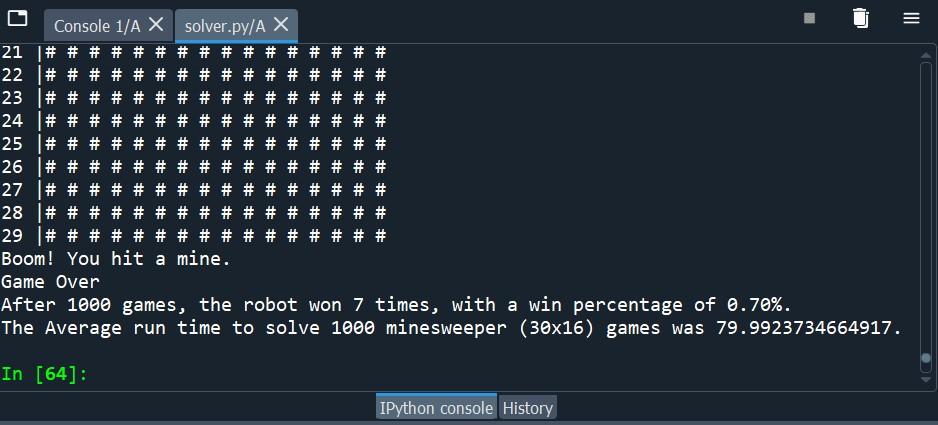 Console 1/A
solver.py/A
21 |# # # # # # # # # # # # # # # #
22 |# # # # # # # # # # # # # # # #
23 |# # # # # # # # # # # # # # # #
24 |# # # # # # # # # # # # # # # #
25 |# # # # # # # # # # # # # # # #
26 |# # # # # # # # # # # # # # # #
27 |# # # # # # # # # # # # # # # #
28 |# # # # # # # # # # # # # # # #
29 |# # # # # # # # # # # # # # # #
Boom! You hit a mine.
Game Over
After 1000 games, the robot won 7 times, with a win percentage of 0.70%.
The Average run time to solve 1000 minesweeper (30x16) games was 79.9923734664917.
In [64]:
IPython console
History